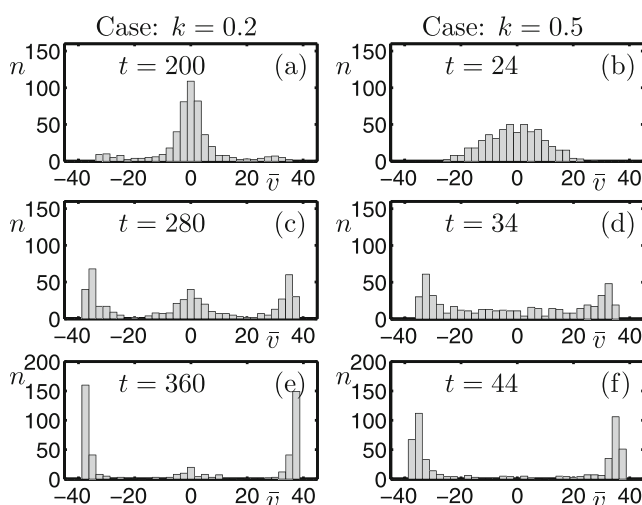 Case: k = 0.2
Case: k = 0.5
150
n
t = 200
(a)
100
50
0
−40 −20 0 20 v̄ 40
150
n
t = 24
(b)
100
50
0
−40 −20 0 20 v̄ 40
150
n
t = 280
(c)
100
50
0
−40 −20 0 20 v̄ 40
150
n
t = 34
(d)
100
50
0
−40 −20 0 20 v̄ 40
200
n
t = 360
(e)
150
100
50
0
−40 −20 0 20 v̄ 40
200
n
t = 44
(f)
150
100
50
0
−40 −20 0 20 v̄ 40